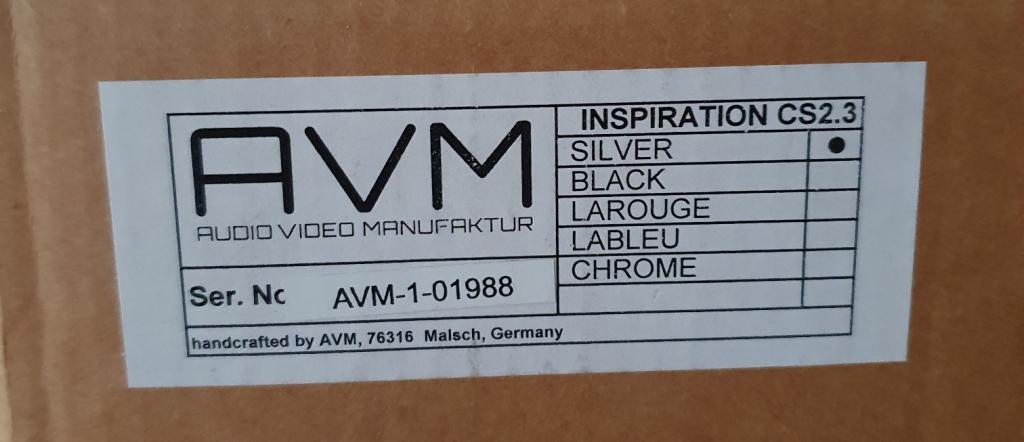 AVM
AUDIO VIDEO MANUFAKTUR
Ser. Nc AVM-1-01988
handcrafted by AVM, 76316 Malsch, Germany
INSPIRATION CS2.3
SILVER ●
BLACK
LAROUGE
LABLEU
CHROME